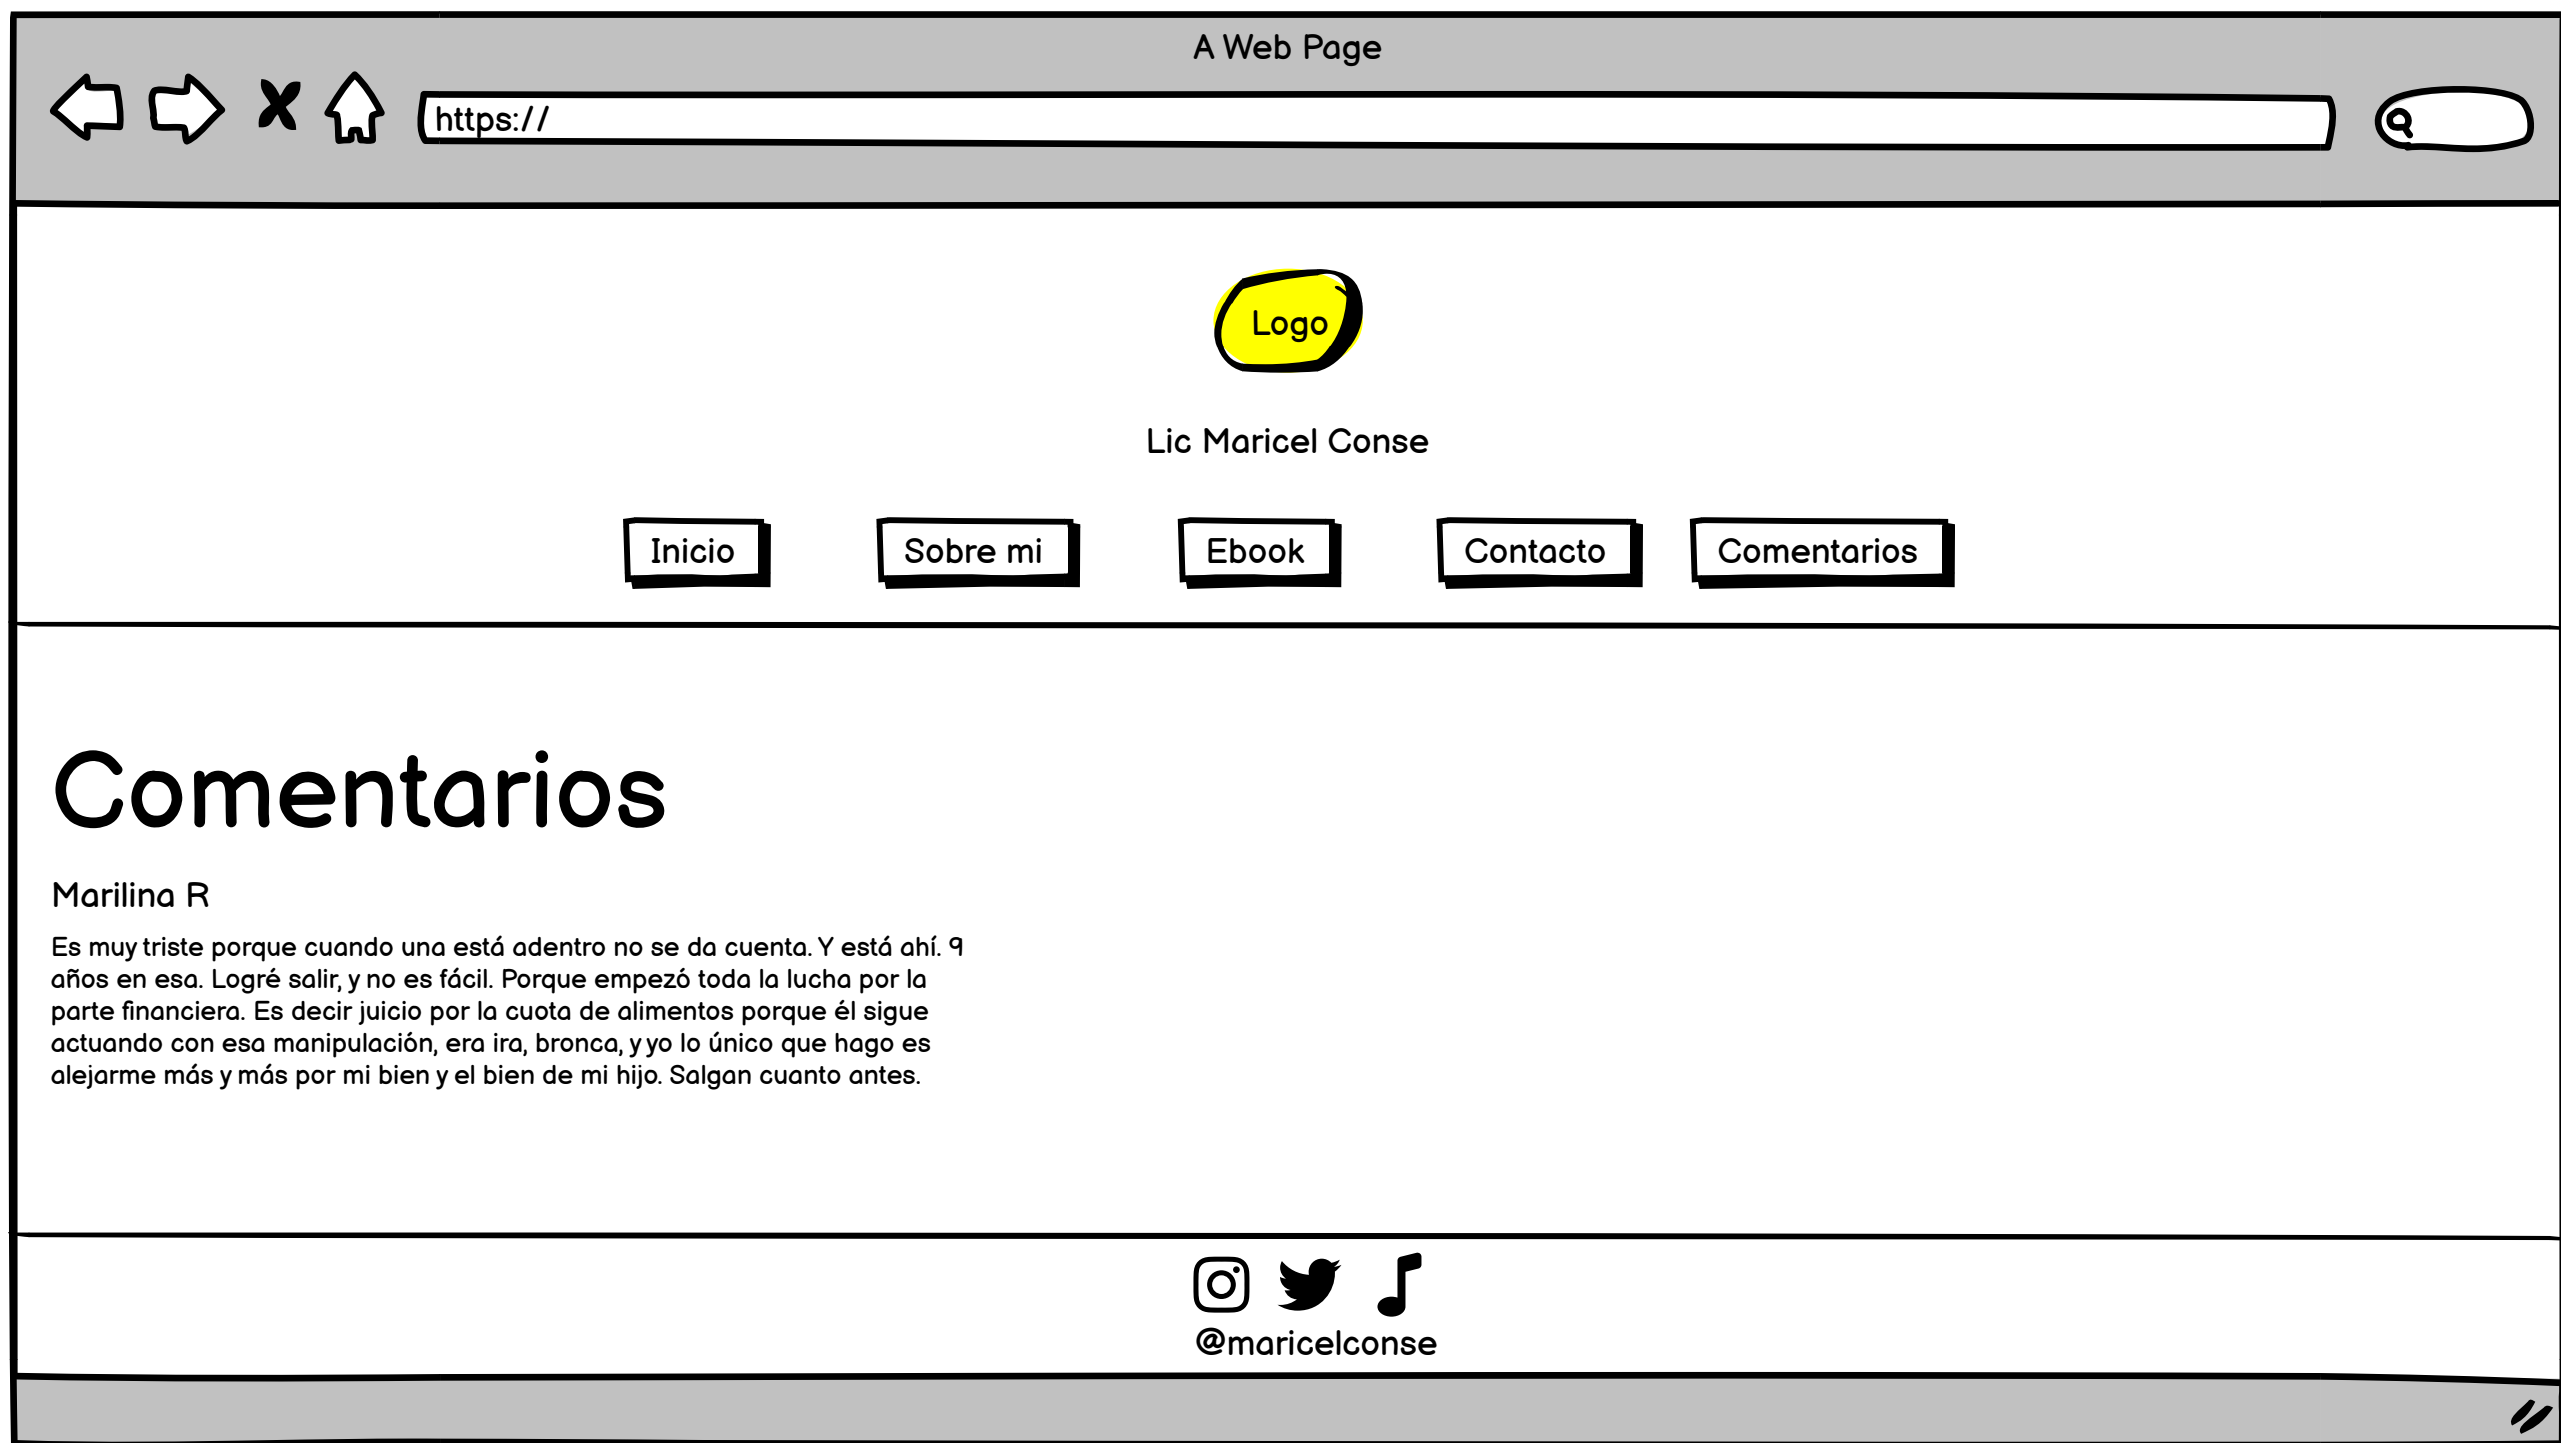 A Web Page
https://
Logo
Lic Maricel Conse
Inicio Sobre mi Ebook Contacto Comentarios
Comentarios
Marilina R
Es muy triste porque cuando una está adentro no se da cuenta. Y está ahí. 9
años en esa. Logré salir, y no es fácil. Porque empezó toda la lucha por la
parte financiera. Es decir juicio por la cuota de alimentos porque él sigue
actuando con esa manipulación, era ira, bronca, y yo lo único que hago es
alejarme más y más por mi bien y el bien de mi hijo. Salgan cuanto antes.
@maricelconse